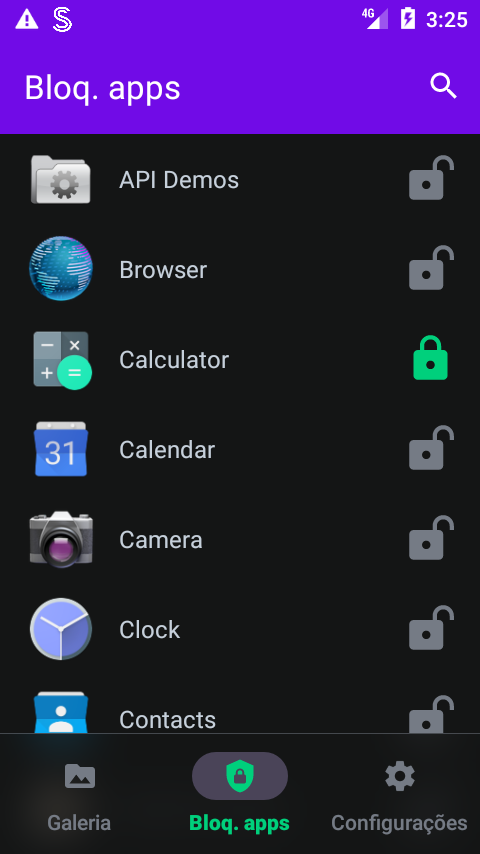 4G 3:25
Bloq. apps
API Demos
Browser
Calculator
31 Calendar
Camera
Clock
Contacts
Galeria Bloq. apps Configurações